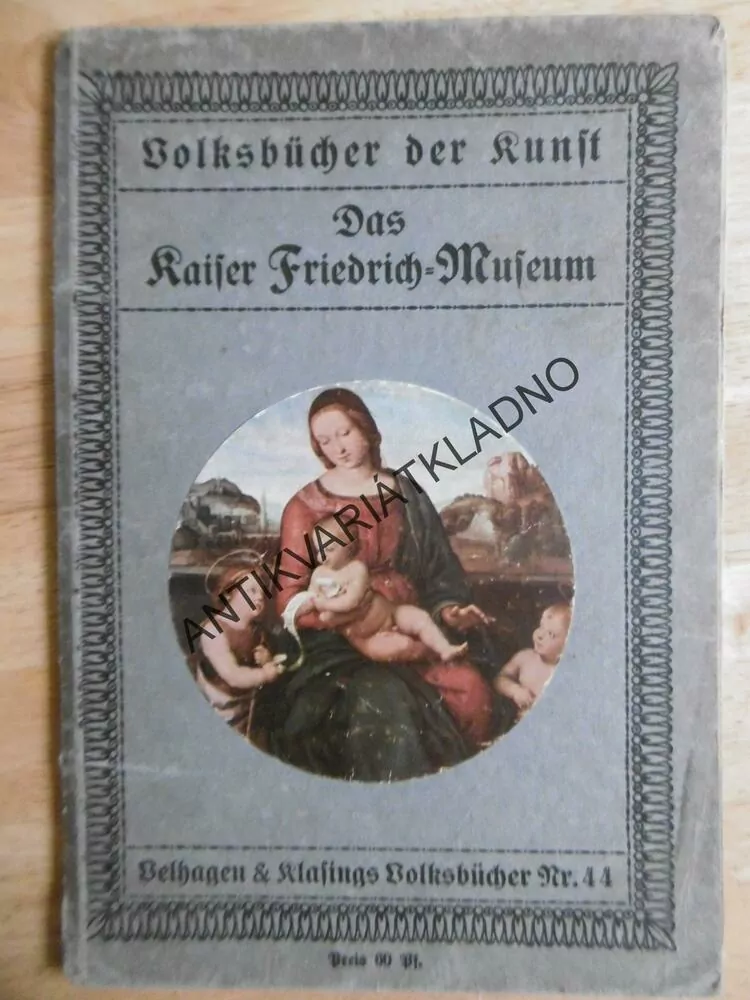 Volksbücher der Kunst
Das
Kaiser Friedrich-Museum
ANTIKVARIÁTKLADNO
Velhagen & Klasings Volksbücher Nr. 44
Preis 60 Pf.